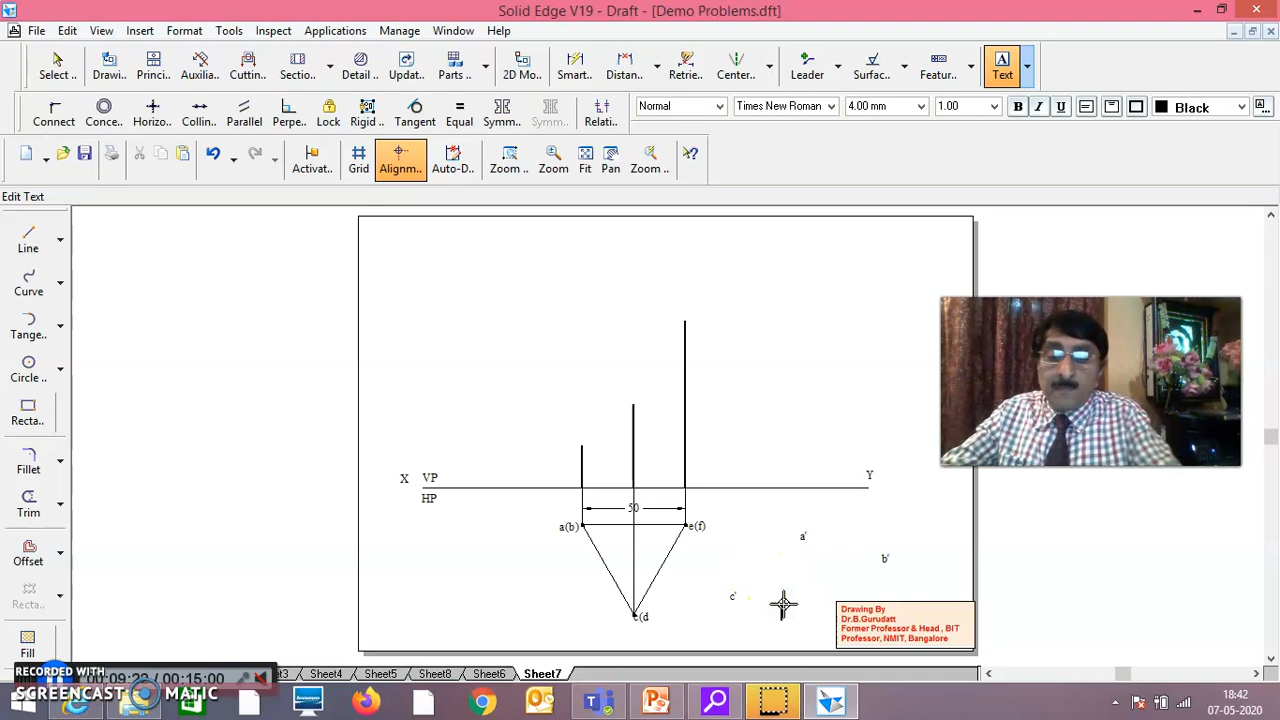 Solid Edge V19 - Draft - [Demo Problems.dft]
File Edit View Insert Format Tools Inspect Applications Manage Window Help
Select .. Drawi.. Princi.. Auxilia.. Cuttin.. Sectio.. Detail .. Updat.. Parts .. 2D Mo.. Smart.. Distan.. Retrie.. Center.. Leader Surfac.. Featur.. A Text
Connect Conce.. Horizo.. Collin.. Parallel Perpe.. Lock Rigid .. Tangent Equal Symm.. Symm.. Relati.. Normal Times New Roman 4.00 mm 1.00 B I U Black
Activat.. Grid Alignm.. Auto-D.. Zoom .. Zoom Fit Pan Zoom ..
Edit Text
Line
Curve
Tange..
Circle ..
Recta..
Fillet
Trim
Offset
Recta..
Fill
X VP Y
HP
50
a(b) e(f)
a'
b'
c'
c(d
Drawing By
Dr.B.Gurudatt
Former Professor & Head , BIT
Professor, NMIT, Bangalore
Sheet4 Sheet5 Sheet8 Sheet6 Sheet7
RECORDED WITH
SCREENCAST MATIC
/ 00:15:00
18:42
07-05-2020